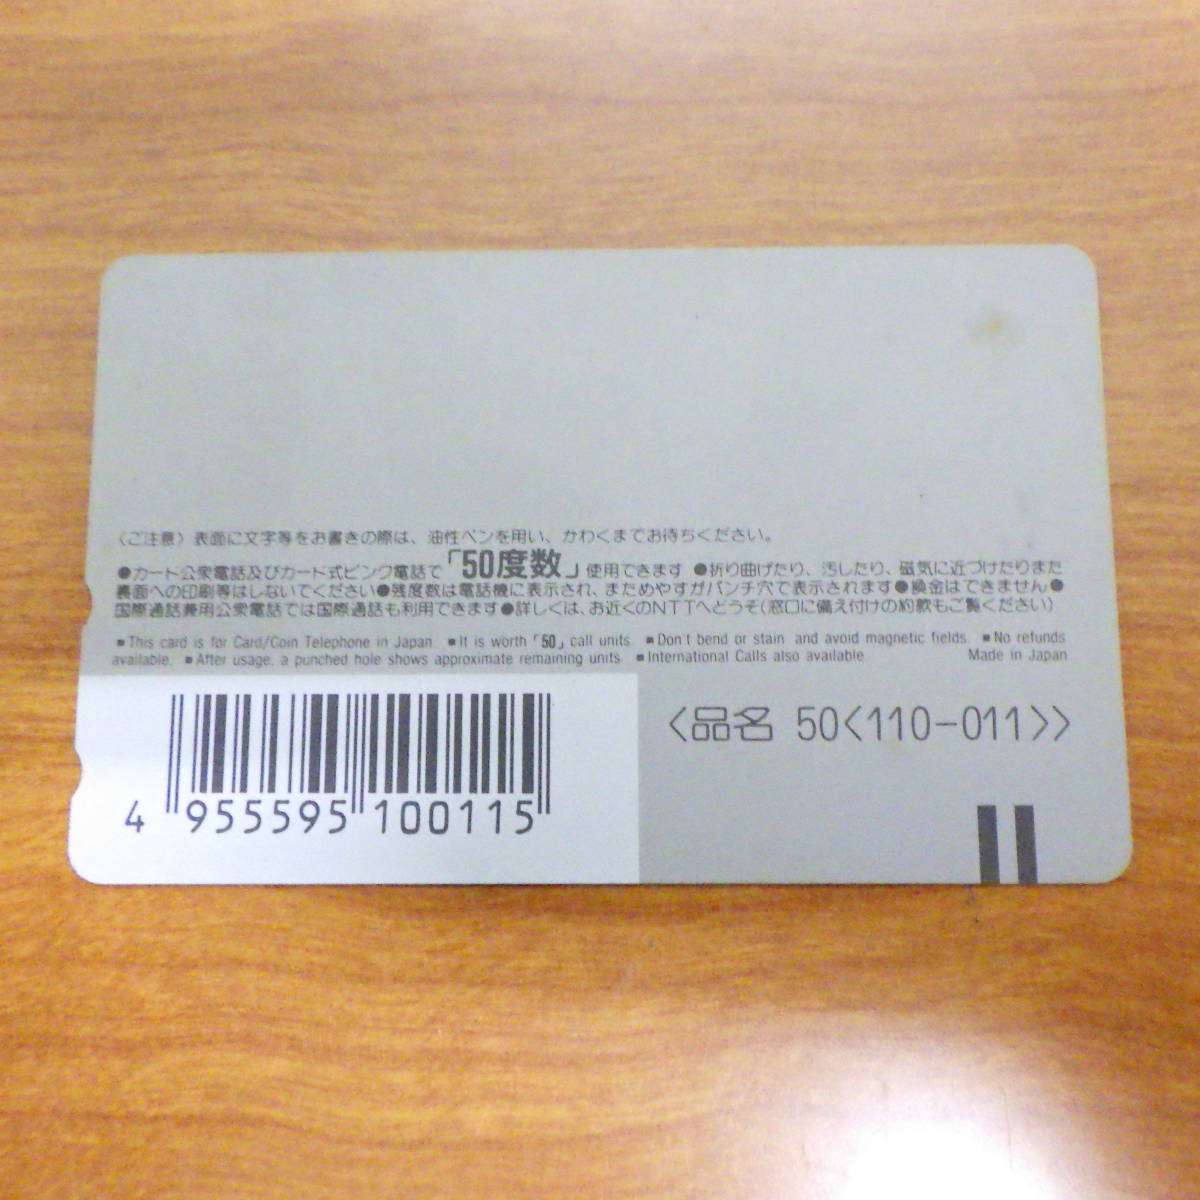 〈ご注意〉表面に文字等をお書きの際は、油性ペンを用い、かわくまでお待ちください。
●カード公衆電話及びカード式ピンク電話で「50度数」使用できます ●折り曲げたり、汚したり、磁気に近づけたりまた
裏面への印刷等はしないでください●残度数は電話機に表示され、まためやすがパンチ穴で表示されます●換金はできません●
国際通話兼用公衆電話では国際通話も利用できます●詳しくは、お近くのNTTへどうぞ(窓口に備え付けの約款もご覧ください)
■This card is for Card/Coin Telephone in Japan. ■It is worth「50」call units. ■Don't bend or stain and avoid magnetic fields. ■No refunds
available. ■After usage, a punched hole shows approximate remaining units. ■International Calls also available. Made in Japan
〈品名 50〈110-011〉〉
4 955595 100115